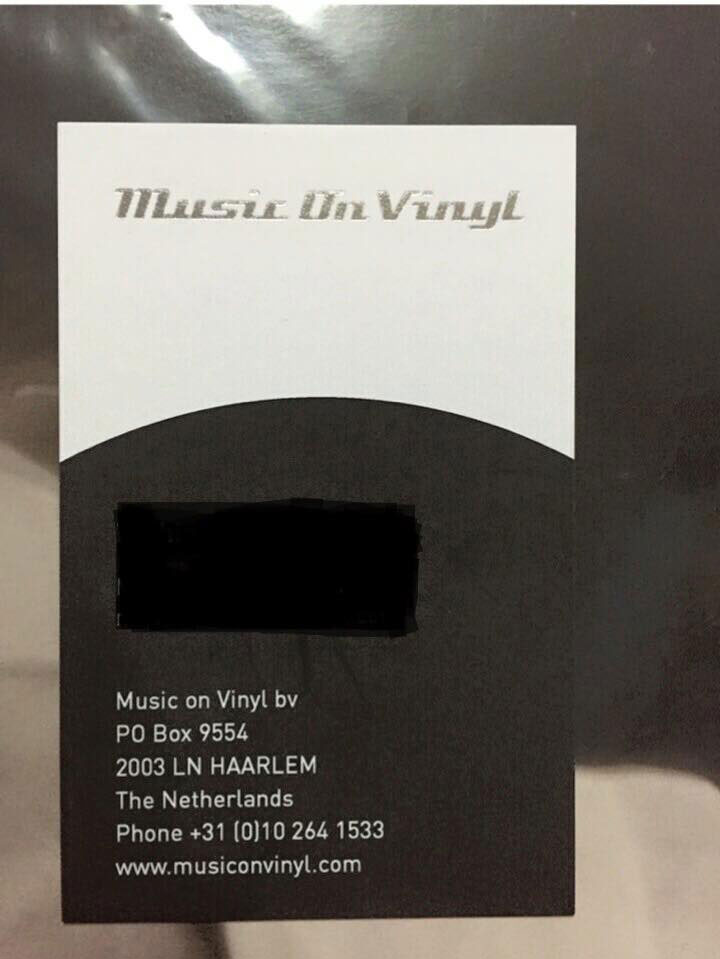 Music On Vinyl
Music on Vinyl bv
PO Box 9554
2003 LN HAARLEM
The Netherlands
Phone +31 (0)10 264 1533
www.musiconvinyl.com